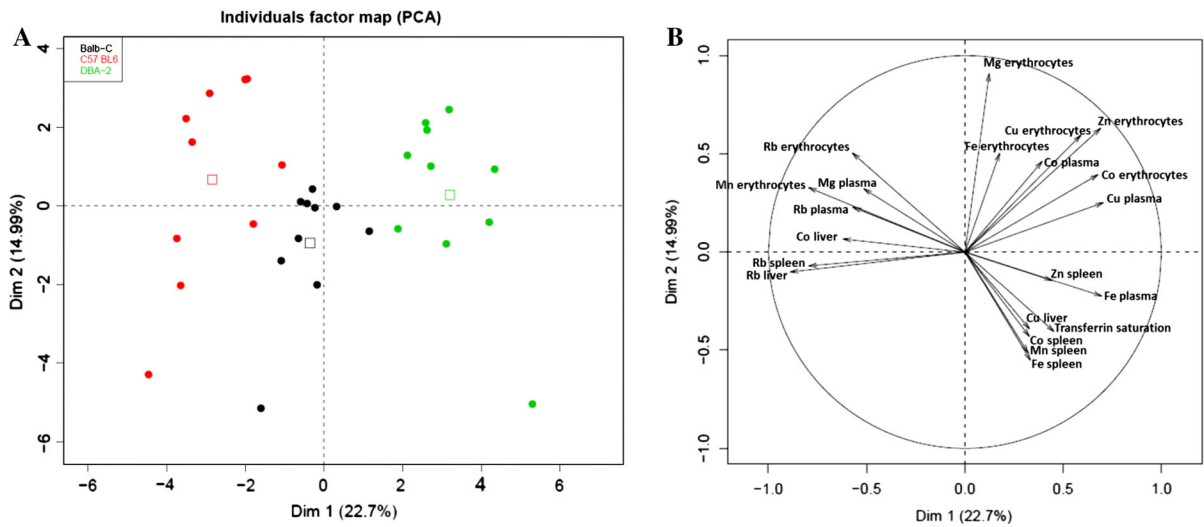 A
Individuals factor map (PCA)
Balb-C
C57 BL6
DBA-2
4
2
0
−2
−4
−6
−6
−4
−2
0
2
4
6
Dim 2 (14.99%)
Dim 1 (22.7%)
B
1.0
0.5
0.0
−0.5
−1.0
Dim 2 (14.99%)
Mg erythrocytes
Zn erythrocytes
Cu erythrocytes
Fe erythrocytes
Rb erythrocytes
Co plasma
Co erythrocytes
Mn erythrocytes
Mg plasma
Cu plasma
Rb plasma
Co liver
Rb spleen
Rb liver
Zn spleen
Fe plasma
Cu liver
Transferrin saturation
Co spleen
Mn spleen
Fe spleen
−1.0
−0.5
0.0
0.5
1.0
Dim 1 (22.7%)